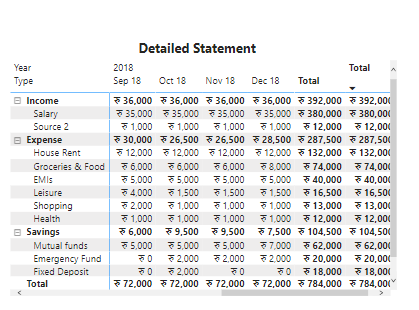 Detailed Statement
Year 2018 Total
Type Sep 18 Oct 18 Nov 18 Dec 18 Total
Income रु 36,000 रु 36,000 रु 36,000 रु 36,000 रु 392,000 रु 392,000
Salary रु 35,000 रु 35,000 रु 35,000 रु 35,000 रु 380,000 रु 380,000
Source 2 रु 1,000 रु 1,000 रु 1,000 रु 1,000 रु 12,000 रु 12,000
Expense रु 30,000 रु 26,500 रु 26,500 रु 28,500 रु 287,500 रु 287,500
House Rent रु 12,000 रु 12,000 रु 12,000 रु 12,000 रु 132,000 रु 132,000
Groceries & Food रु 6,000 रु 6,000 रु 6,000 रु 8,000 रु 74,000 रु 74,000
EMIs रु 5,000 रु 5,000 रु 5,000 रु 5,000 रु 40,000 रु 40,000
Leisure रु 4,000 रु 1,500 रु 1,500 रु 1,500 रु 16,500 रु 16,500
Shopping रु 2,000 रु 1,000 रु 1,000 रु 1,000 रु 13,000 रु 13,000
Health रु 1,000 रु 1,000 रु 1,000 रु 1,000 रु 12,000 रु 12,000
Savings रु 6,000 रु 9,500 रु 9,500 रु 7,500 रु 104,500 रु 104,500
Mutual funds रु 5,000 रु 5,000 रु 5,000 रु 7,000 रु 62,000 रु 62,000
Emergency Fund रु 0 रु 2,000 रु 2,000 रु 2,000 रु 20,000 रु 20,000
Fixed Deposit रु 0 रु 2,000 रु 0 रु 0 रु 18,000 रु 18,000
Total रु 72,000 रु 72,000 रु 72,000 रु 72,000 रु 784,000 रु 784,000